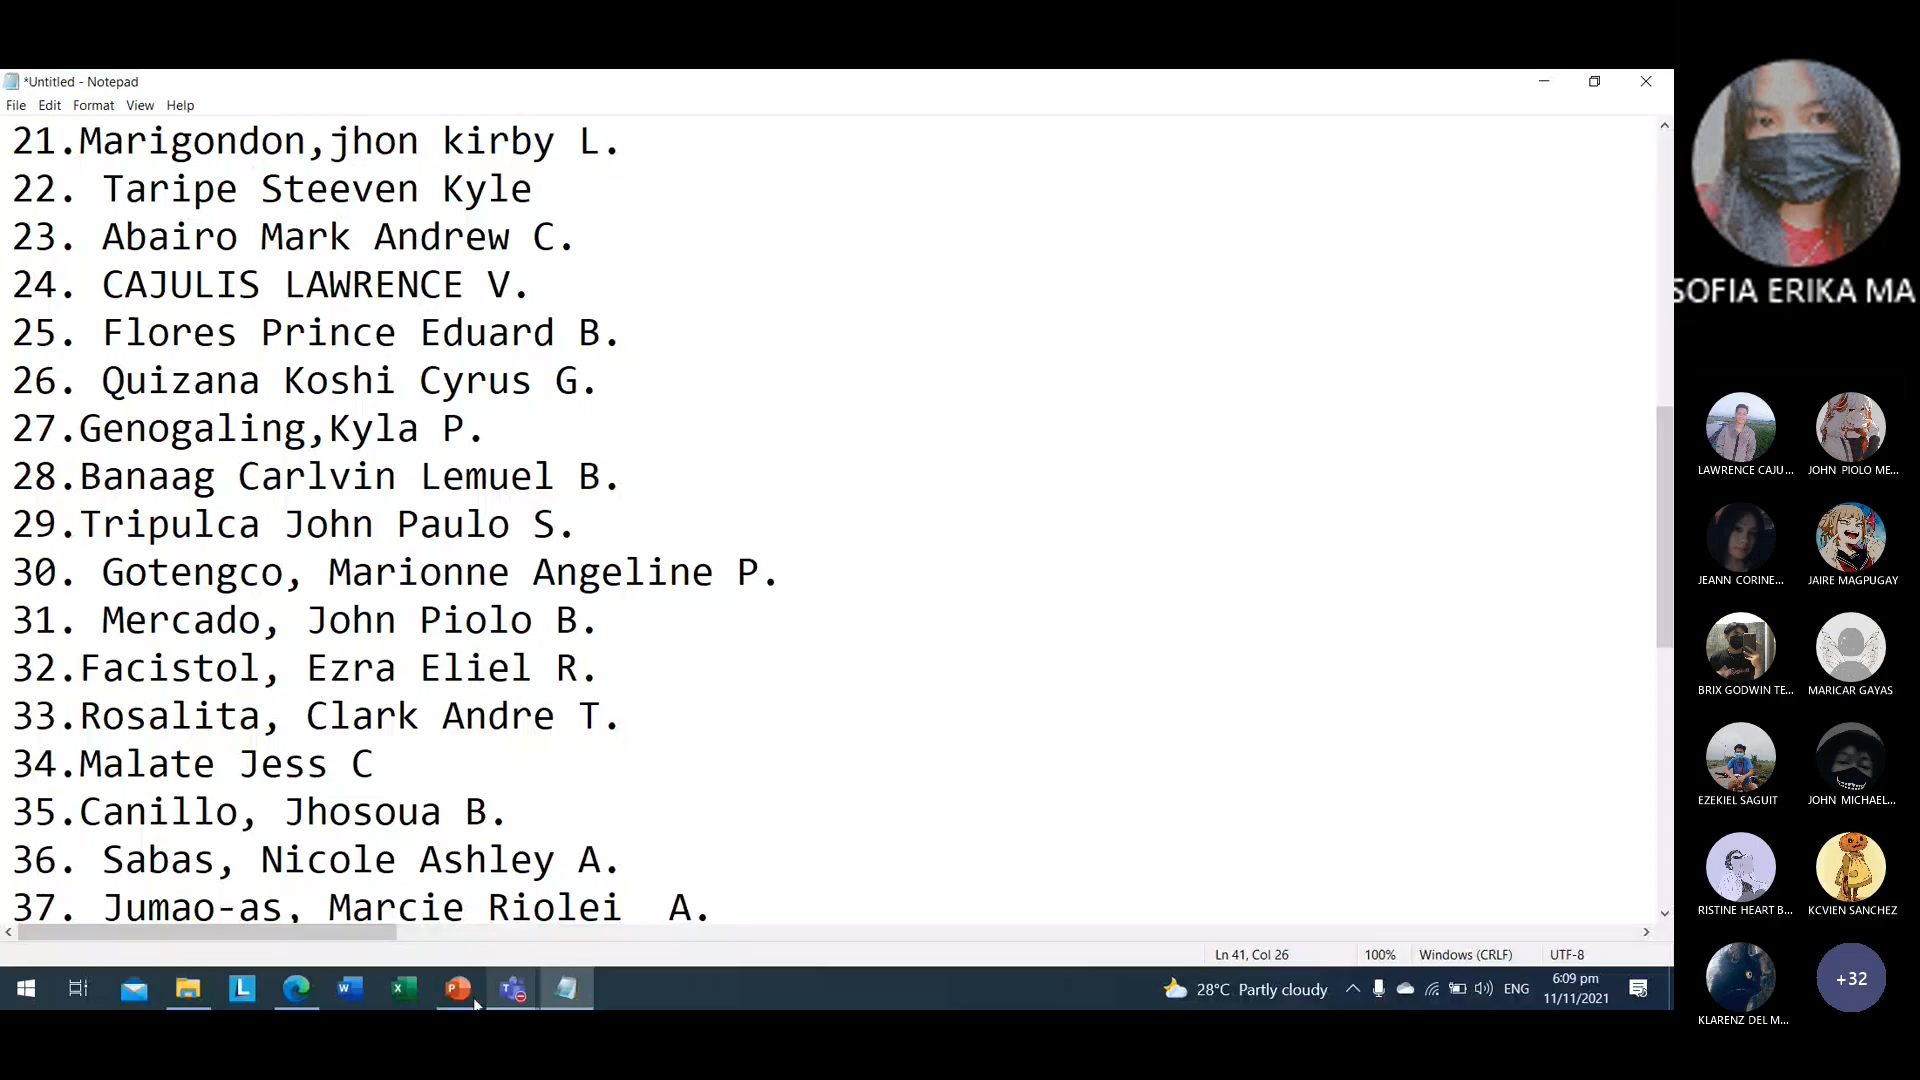 *Untitled - Notepad
File Edit Format View Help
21.Marigondon,jhon kirby L.
22. Taripe Steeven Kyle
23. Abairo Mark Andrew C.
24. CAJULIS LAWRENCE V.
25. Flores Prince Eduard B.
26. Quizana Koshi Cyrus G.
27.Genogaling,Kyla P.
28.Banaag Carlvin Lemuel B.
29.Tripulca John Paulo S.
30. Gotengco, Marionne Angeline P.
31. Mercado, John Piolo B.
32.Facistol, Ezra Eliel R.
33.Rosalita, Clark Andre T.
34.Malate Jess C
35.Canillo, Jhosoua B.
36. Sabas, Nicole Ashley A.
37. Jumao-as, Marcie Riolei  A.
Ln 41, Col 26 100% Windows (CRLF) UTF-8
28°C Partly cloudy ENG 6:09 pm
11/11/2021
SOFIA ERIKA MA
LAWRENCE CAJU... JOHN PIOLO ME...
JEANN CORINE... JAIRE MAGPUGAY
BRIX GODWIN TE... MARICAR GAYAS
EZEKIEL SAGUIT JOHN MICHAEL...
RISTINE HEART B... KCVIEN SANCHEZ
+32
KLARENZ DEL M...